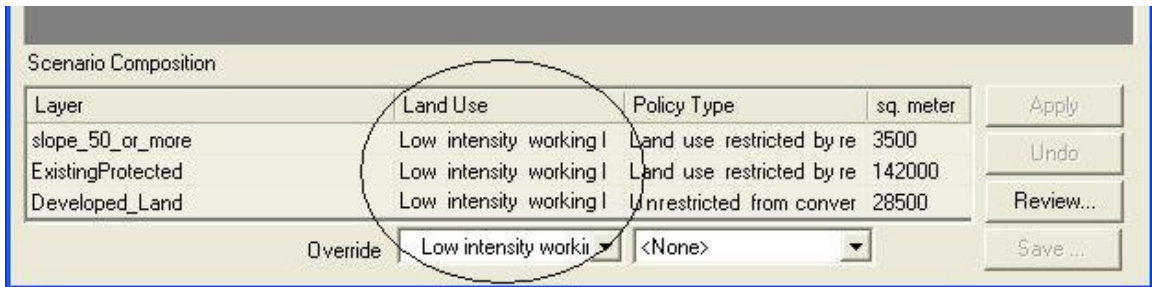 Scenario Composition
Layer Land Use Policy Type sq. meter Apply
slope_50_or_more Low intensity working l Land use restricted by re 3500
Undo
ExistingProtected Low intensity working l Land use restricted by re 142000
Developed_Land Low intensity working l Unrestricted from conver 28500 Review...
Override Low intensity workin <None> Save ...